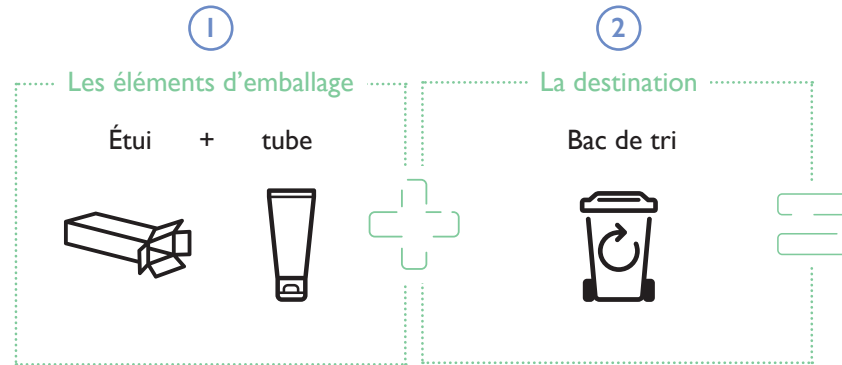 1
2
Les éléments d’emballage
La destination
Étui + tube
Bac de tri